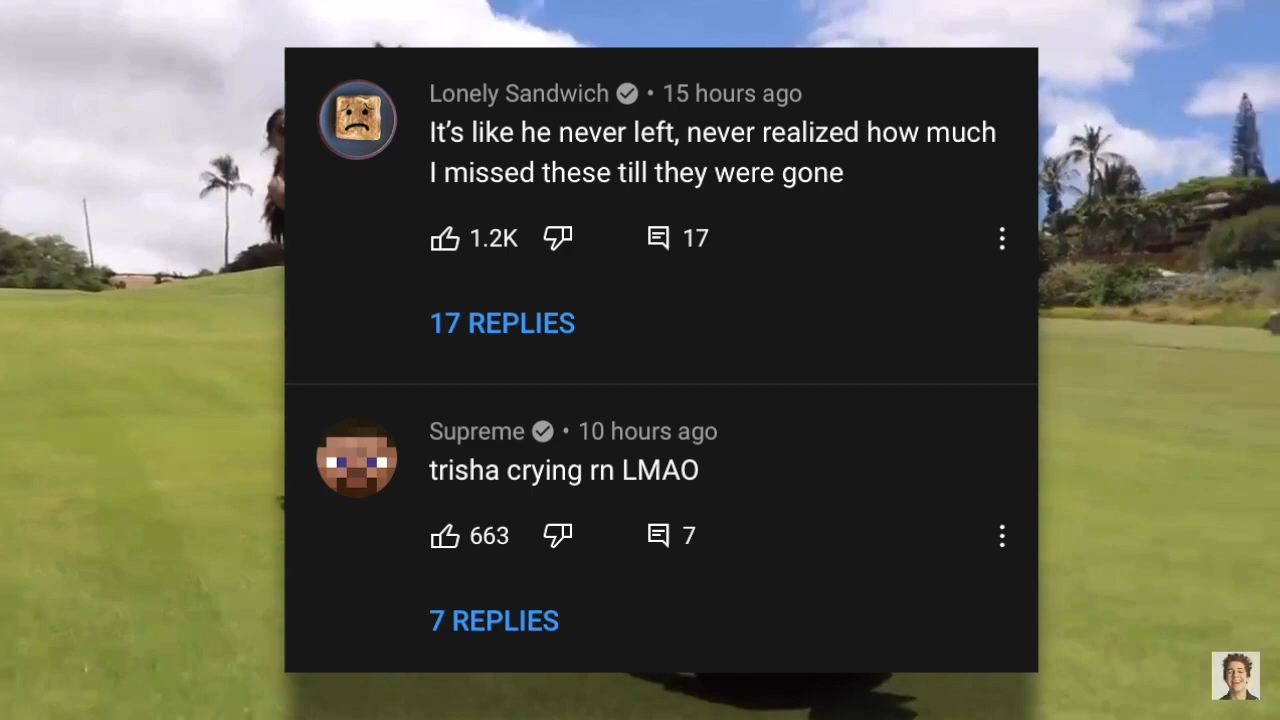 Lonely Sandwich • 15 hours ago
It’s like he never left, never realized how much
I missed these till they were gone
1.2K 17
17 REPLIES
Supreme • 10 hours ago
trisha crying rn LMAO
663 7
7 REPLIES